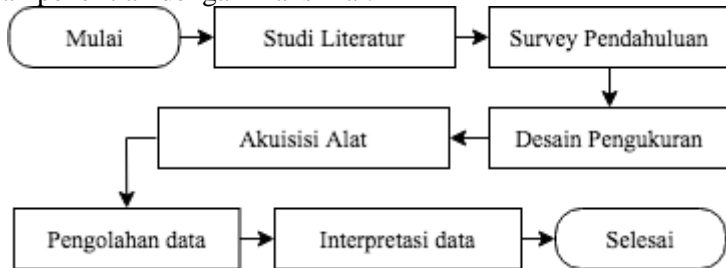 Mulai
Studi Literatur
Survey Pendahuluan
Desain Pengukuran
Akuisisi Alat
Pengolahan data
Interpretasi data
Selesai